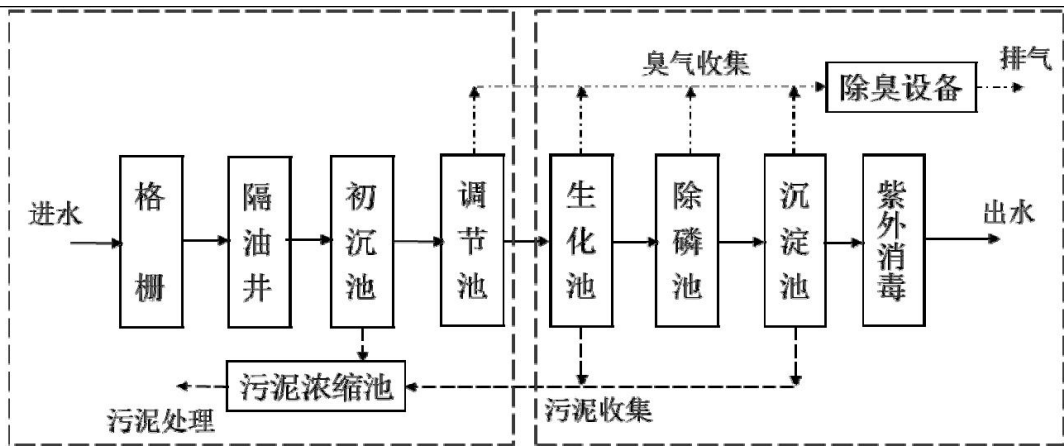 臭气收集
除臭设备
排气
进水
格栅
隔油井
初沉池
调节池
生化池
除磷池
沉淀池
紫外消毒
出水
污泥浓缩池
污泥处理
污泥收集